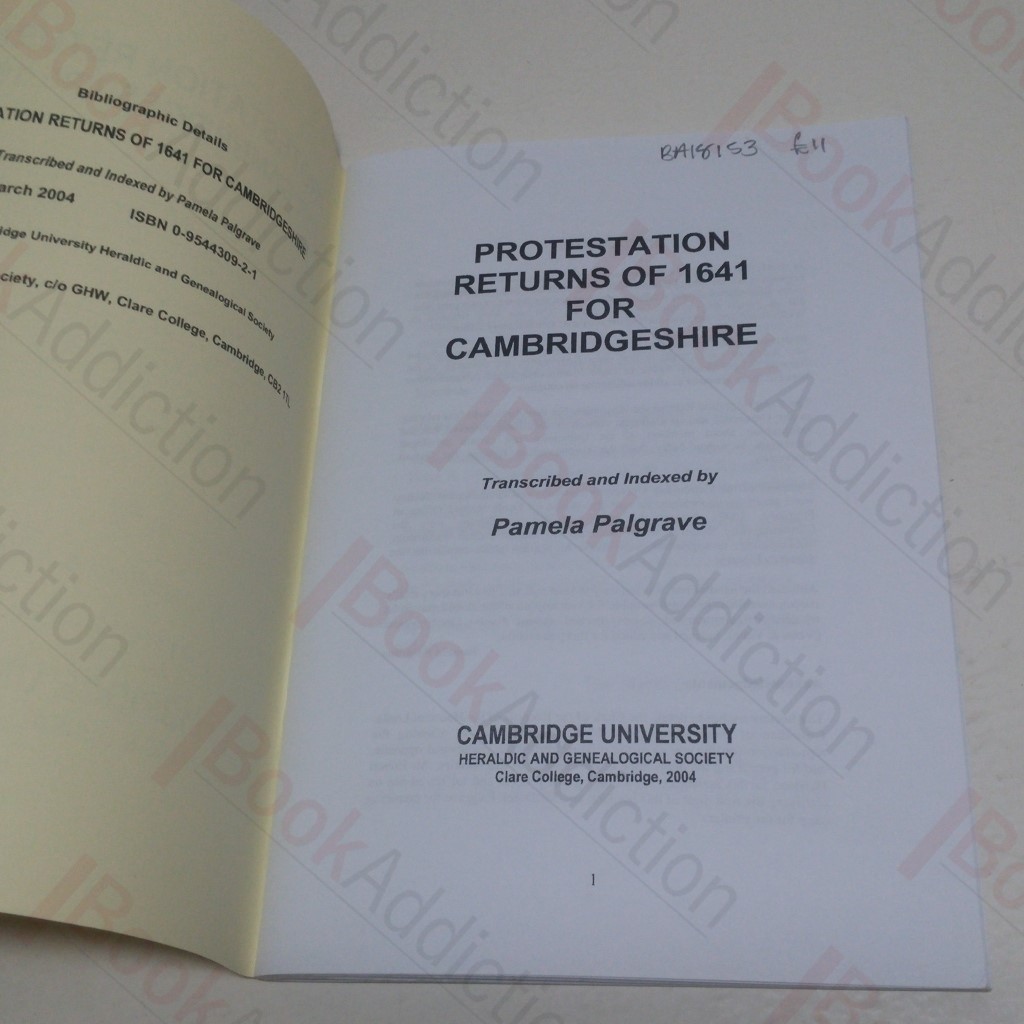 Bibliographic Details
ATION RETURNS OF 1641 FOR CAMBRIDGESHIRE
Transcribed and Indexed by Pamela Palgrave
arch 2004 ISBN 0-9544309-2-1
idge University Heraldic and Genealogical Society
ciety, c/o GHW, Clare College, Cambridge, CB2 1TL
BA18153 £11
PROTESTATION
RETURNS OF 1641
FOR
CAMBRIDGESHIRE
Transcribed and Indexed by
Pamela Palgrave
CAMBRIDGE UNIVERSITY
HERALDIC AND GENEALOGICAL SOCIETY
Clare College, Cambridge, 2004
1
BookAddiction